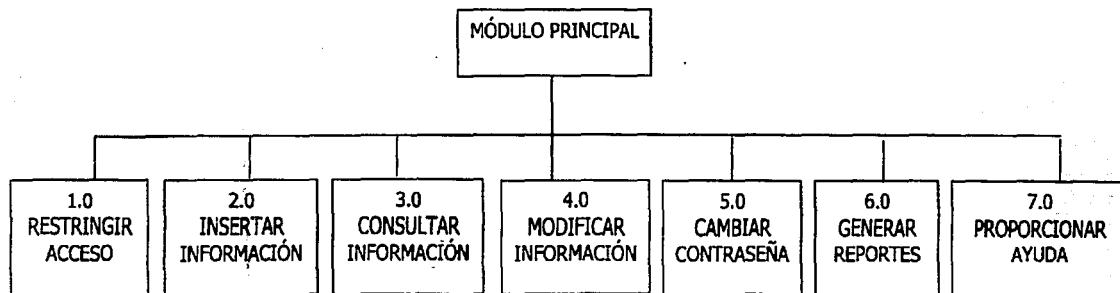 MÓDULO PRINCIPAL
1.0
RESTRINGIR
ACCESO
2.0
INSERTAR
INFORMACIÓN
3.0
CONSULTAR
INFORMACIÓN
4.0
MODIFICAR
INFORMACIÓN
5.0
CAMBIAR
CONTRASEÑA
6.0
GENERAR
REPORTES
7.0
PROPORCIONAR
AYUDA